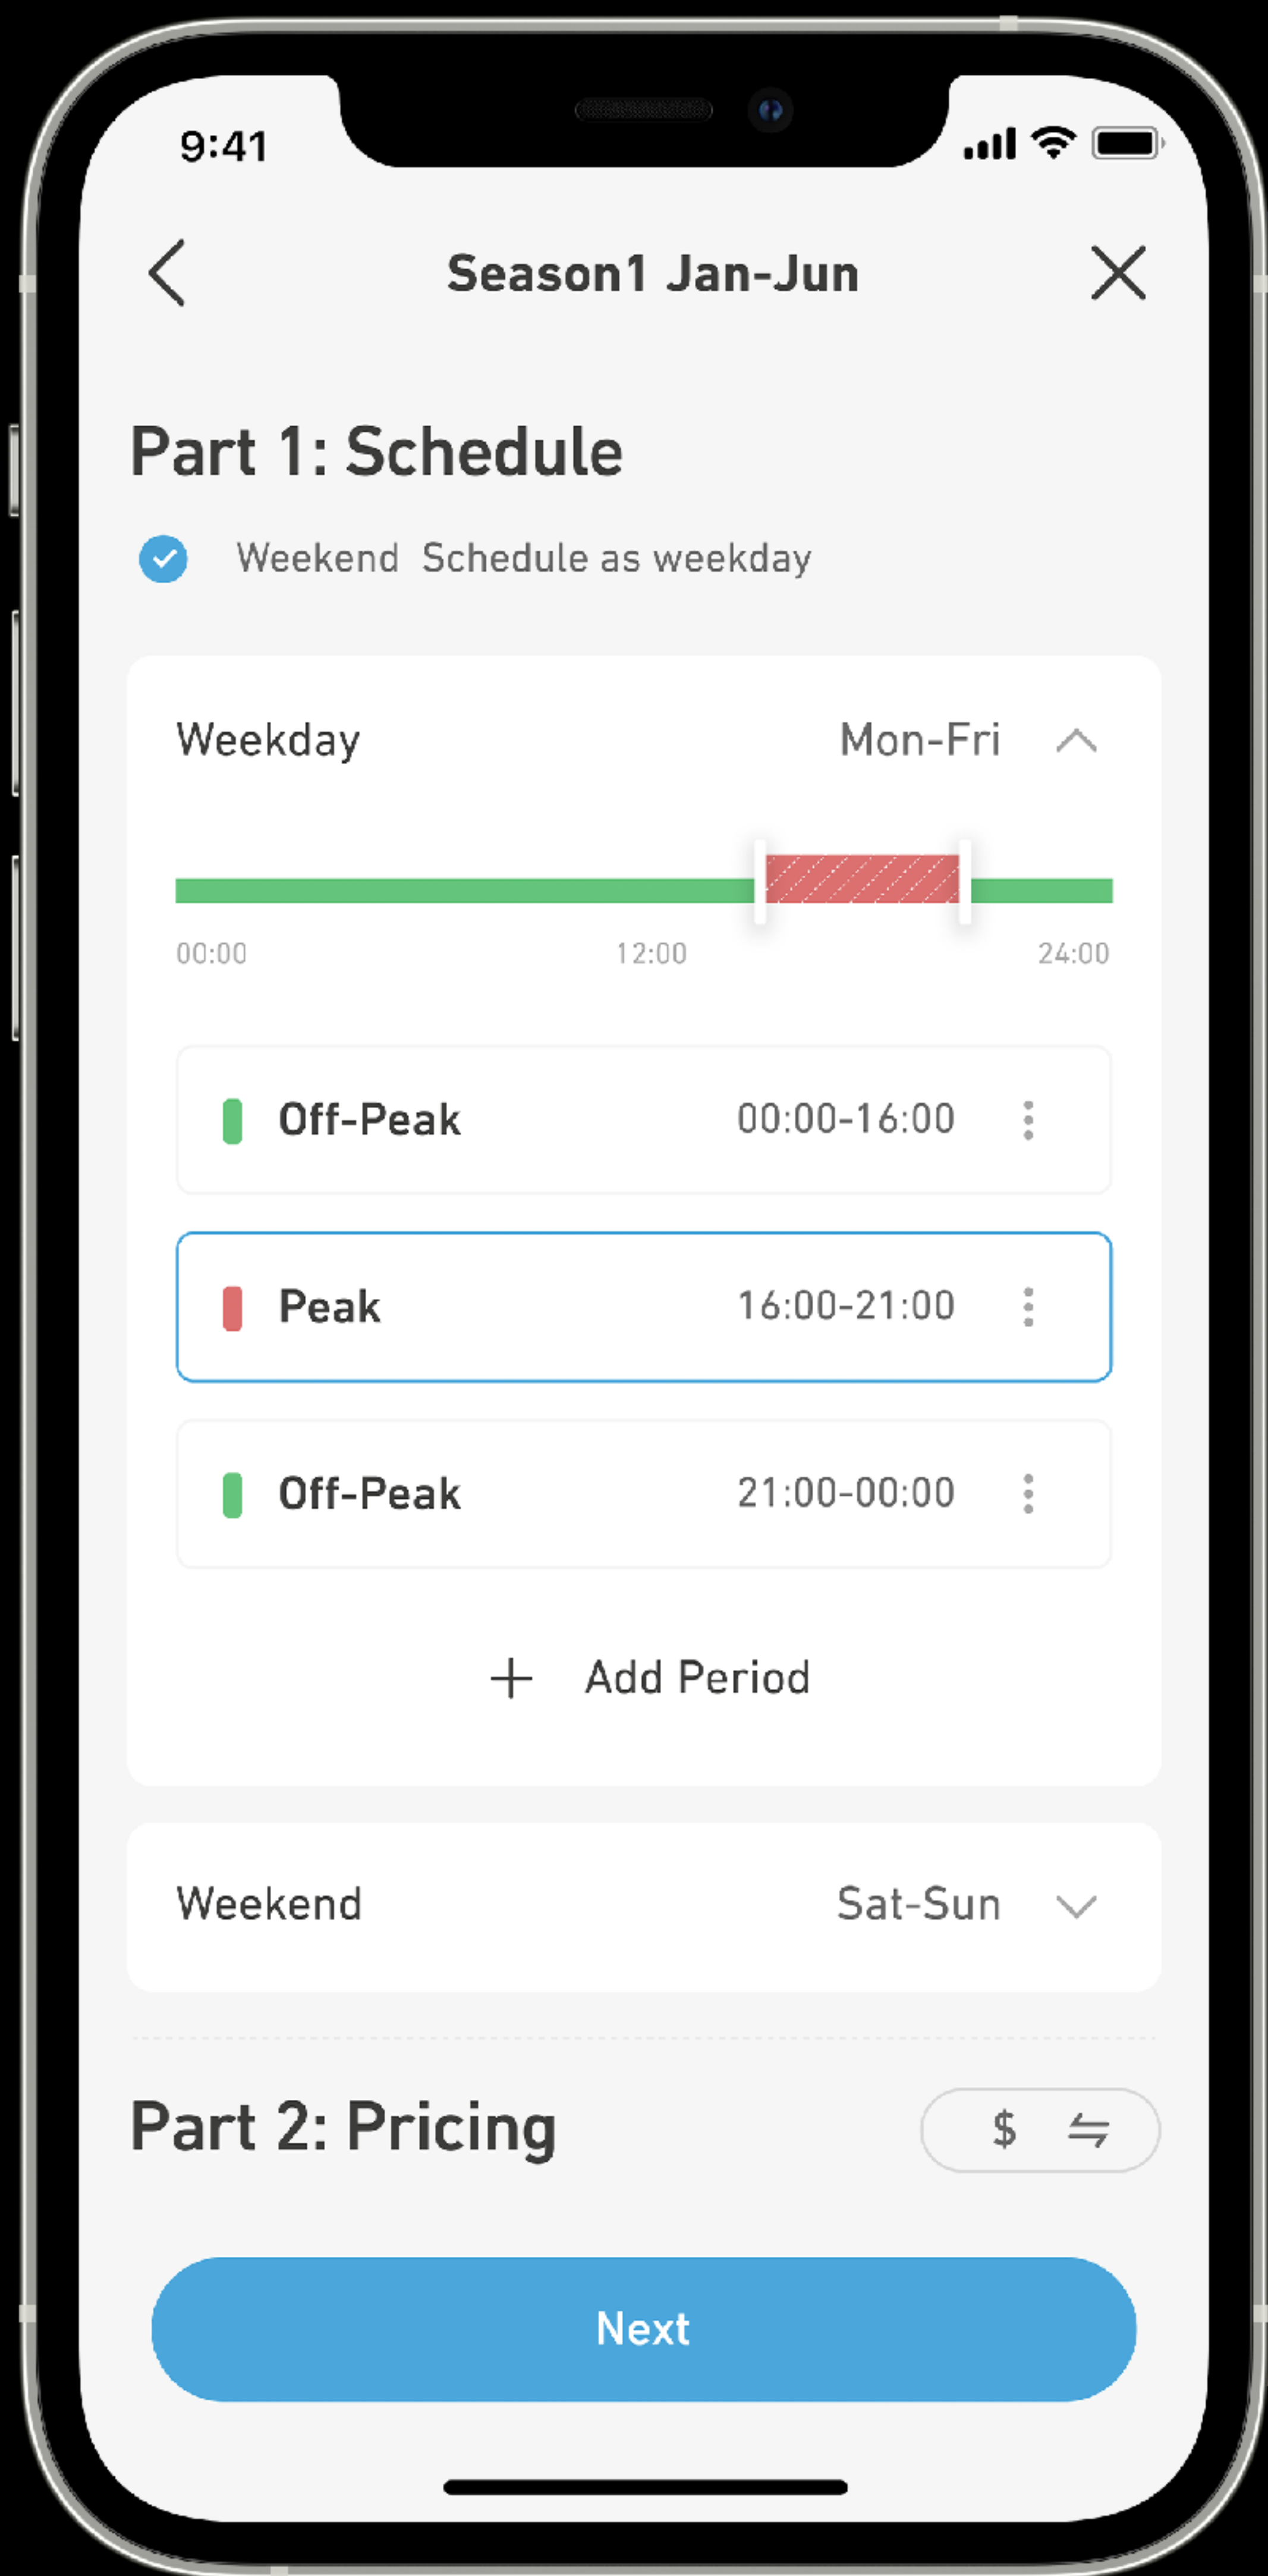 9:41
Season1 Jan-Jun
Part 1: Schedule
Weekend Schedule as weekday
Weekday Mon-Fri
00:00 12:00 24:00
Off-Peak 00:00-16:00
Peak 16:00-21:00
Off-Peak 21:00-00:00
+ Add Period
Weekend Sat-Sun
Part 2: Pricing $
Next